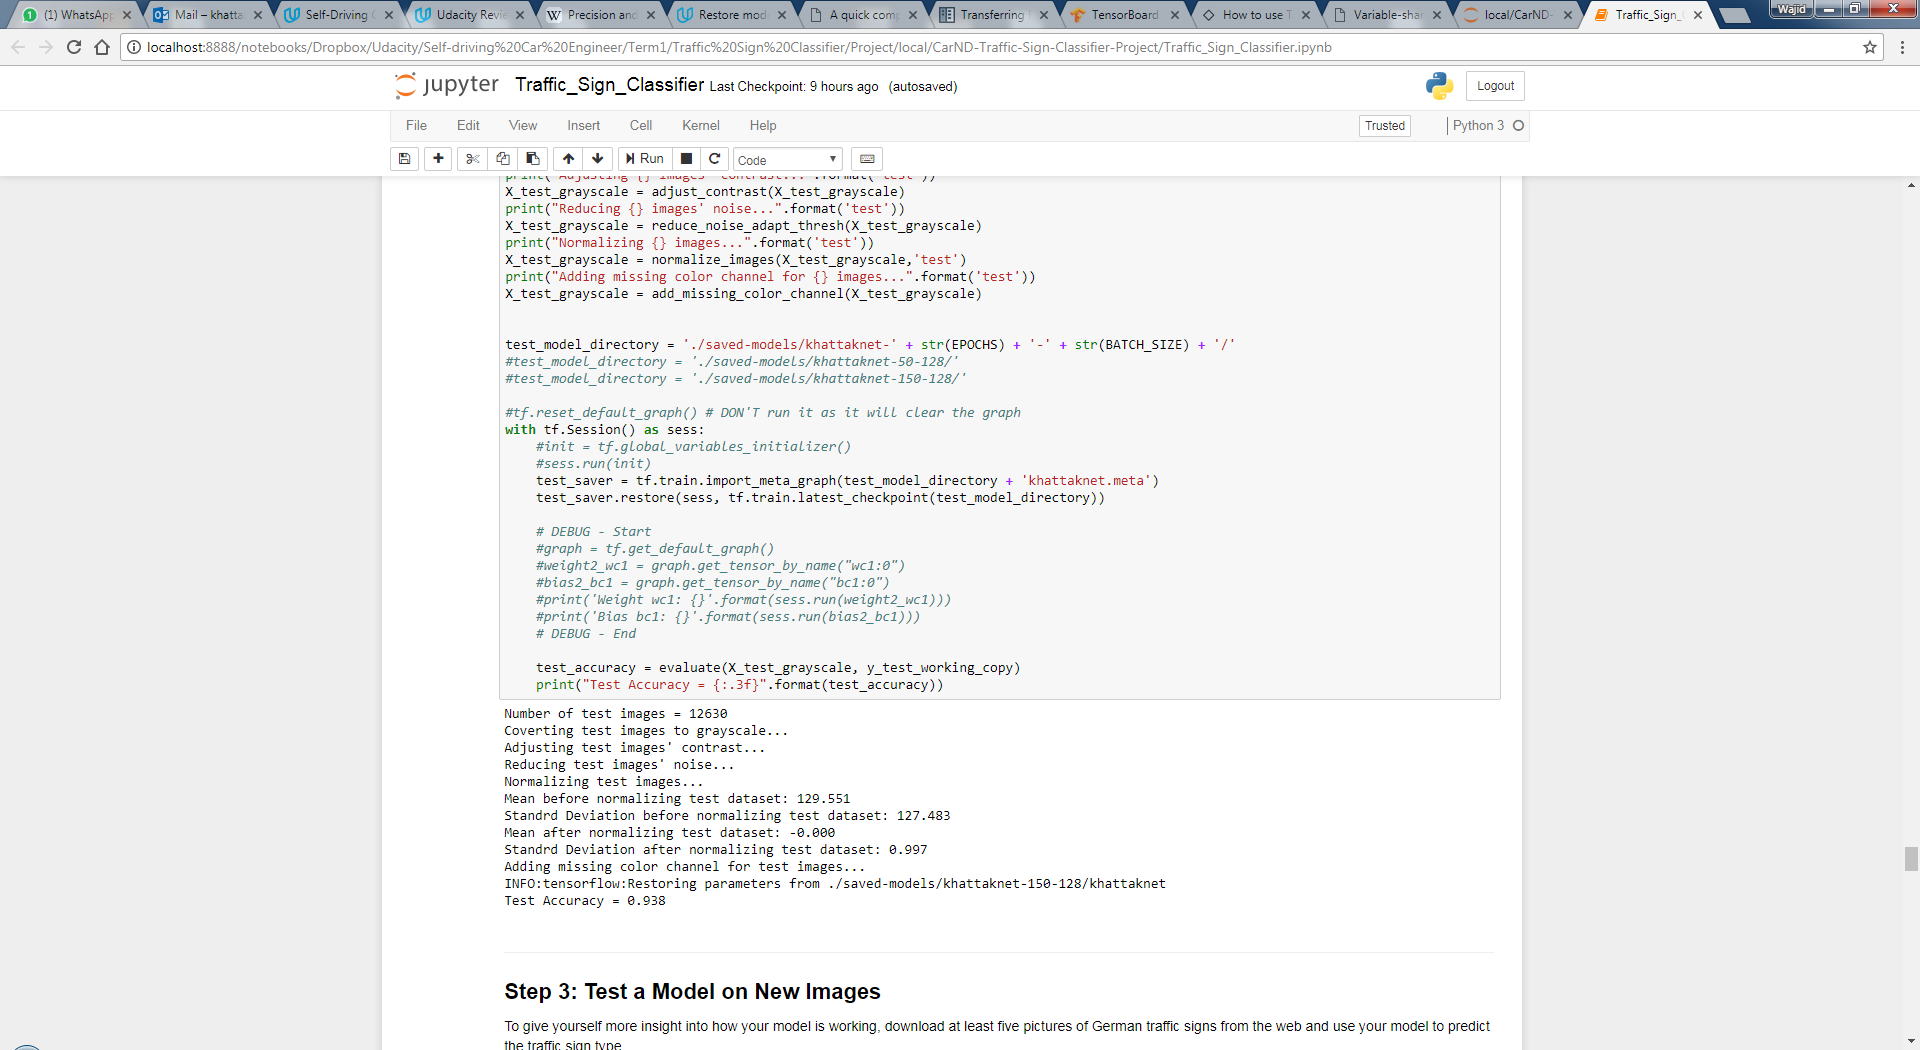 (1) WhatsApp
Mail – khatta
Self-Driving
Udacity Revie
Precision and
Restore mod
A quick comp
Transferring
TensorBoard
How to use T
Variable-shar
local/CarND-
Traffic_Sign_
Wajid
localhost:8888/notebooks/Dropbox/Udacity/Self-driving%20Car%20Engineer/Term1/Traffic%20Sign%20Classifier/Project/local/CarND-Traffic-Sign-Classifier-Project/Traffic_Sign_Classifier.ipynb
jupyter Traffic_Sign_Classifier Last Checkpoint: 9 hours ago (autosaved)
Logout
File Edit View Insert Cell Kernel Help
Trusted
Python 3
Run
Code
print("Adjusting {} images' contrast...".format('test'))
X_test_grayscale = adjust_contrast(X_test_grayscale)
print("Reducing {} images' noise...".format('test'))
X_test_grayscale = reduce_noise_adapt_thresh(X_test_grayscale)
print("Normalizing {} images...".format('test'))
X_test_grayscale = normalize_images(X_test_grayscale,'test')
print("Adding missing color channel for {} images...".format('test'))
X_test_grayscale = add_missing_color_channel(X_test_grayscale)
test_model_directory = './saved-models/khattaknet-' + str(EPOCHS) + '-' + str(BATCH_SIZE) + '/'
#test_model_directory = './saved-models/khattaknet-50-128/'
#test_model_directory = './saved-models/khattaknet-150-128/'
#tf.reset_default_graph() # DON'T run it as it will clear the graph
with tf.Session() as sess:
    #init = tf.global_variables_initializer()
    #sess.run(init)
    test_saver = tf.train.import_meta_graph(test_model_directory + 'khattaknet.meta')
    test_saver.restore(sess, tf.train.latest_checkpoint(test_model_directory))
    # DEBUG - Start
    #graph = tf.get_default_graph()
    #weight2_wc1 = graph.get_tensor_by_name("wc1:0")
    #bias2_bc1 = graph.get_tensor_by_name("bc1:0")
    #print('Weight wc1: {}'.format(sess.run(weight2_wc1)))
    #print('Bias bc1: {}'.format(sess.run(bias2_bc1)))
    # DEBUG - End
    test_accuracy = evaluate(X_test_grayscale, y_test_working_copy)
    print("Test Accuracy = {:.3f}".format(test_accuracy))
Number of test images = 12630
Coverting test images to grayscale...
Adjusting test images' contrast...
Reducing test images' noise...
Normalizing test images...
Mean before normalizing test dataset: 129.551
Standrd Deviation before normalizing test dataset: 127.483
Mean after normalizing test dataset: -0.000
Standrd Deviation after normalizing test dataset: 0.997
Adding missing color channel for test images...
INFO:tensorflow:Restoring parameters from ./saved-models/khattaknet-150-128/khattaknet
Test Accuracy = 0.938
Step 3: Test a Model on New Images
To give yourself more insight into how your model is working, download at least five pictures of German traffic signs from the web and use your model to predict
the traffic sign type